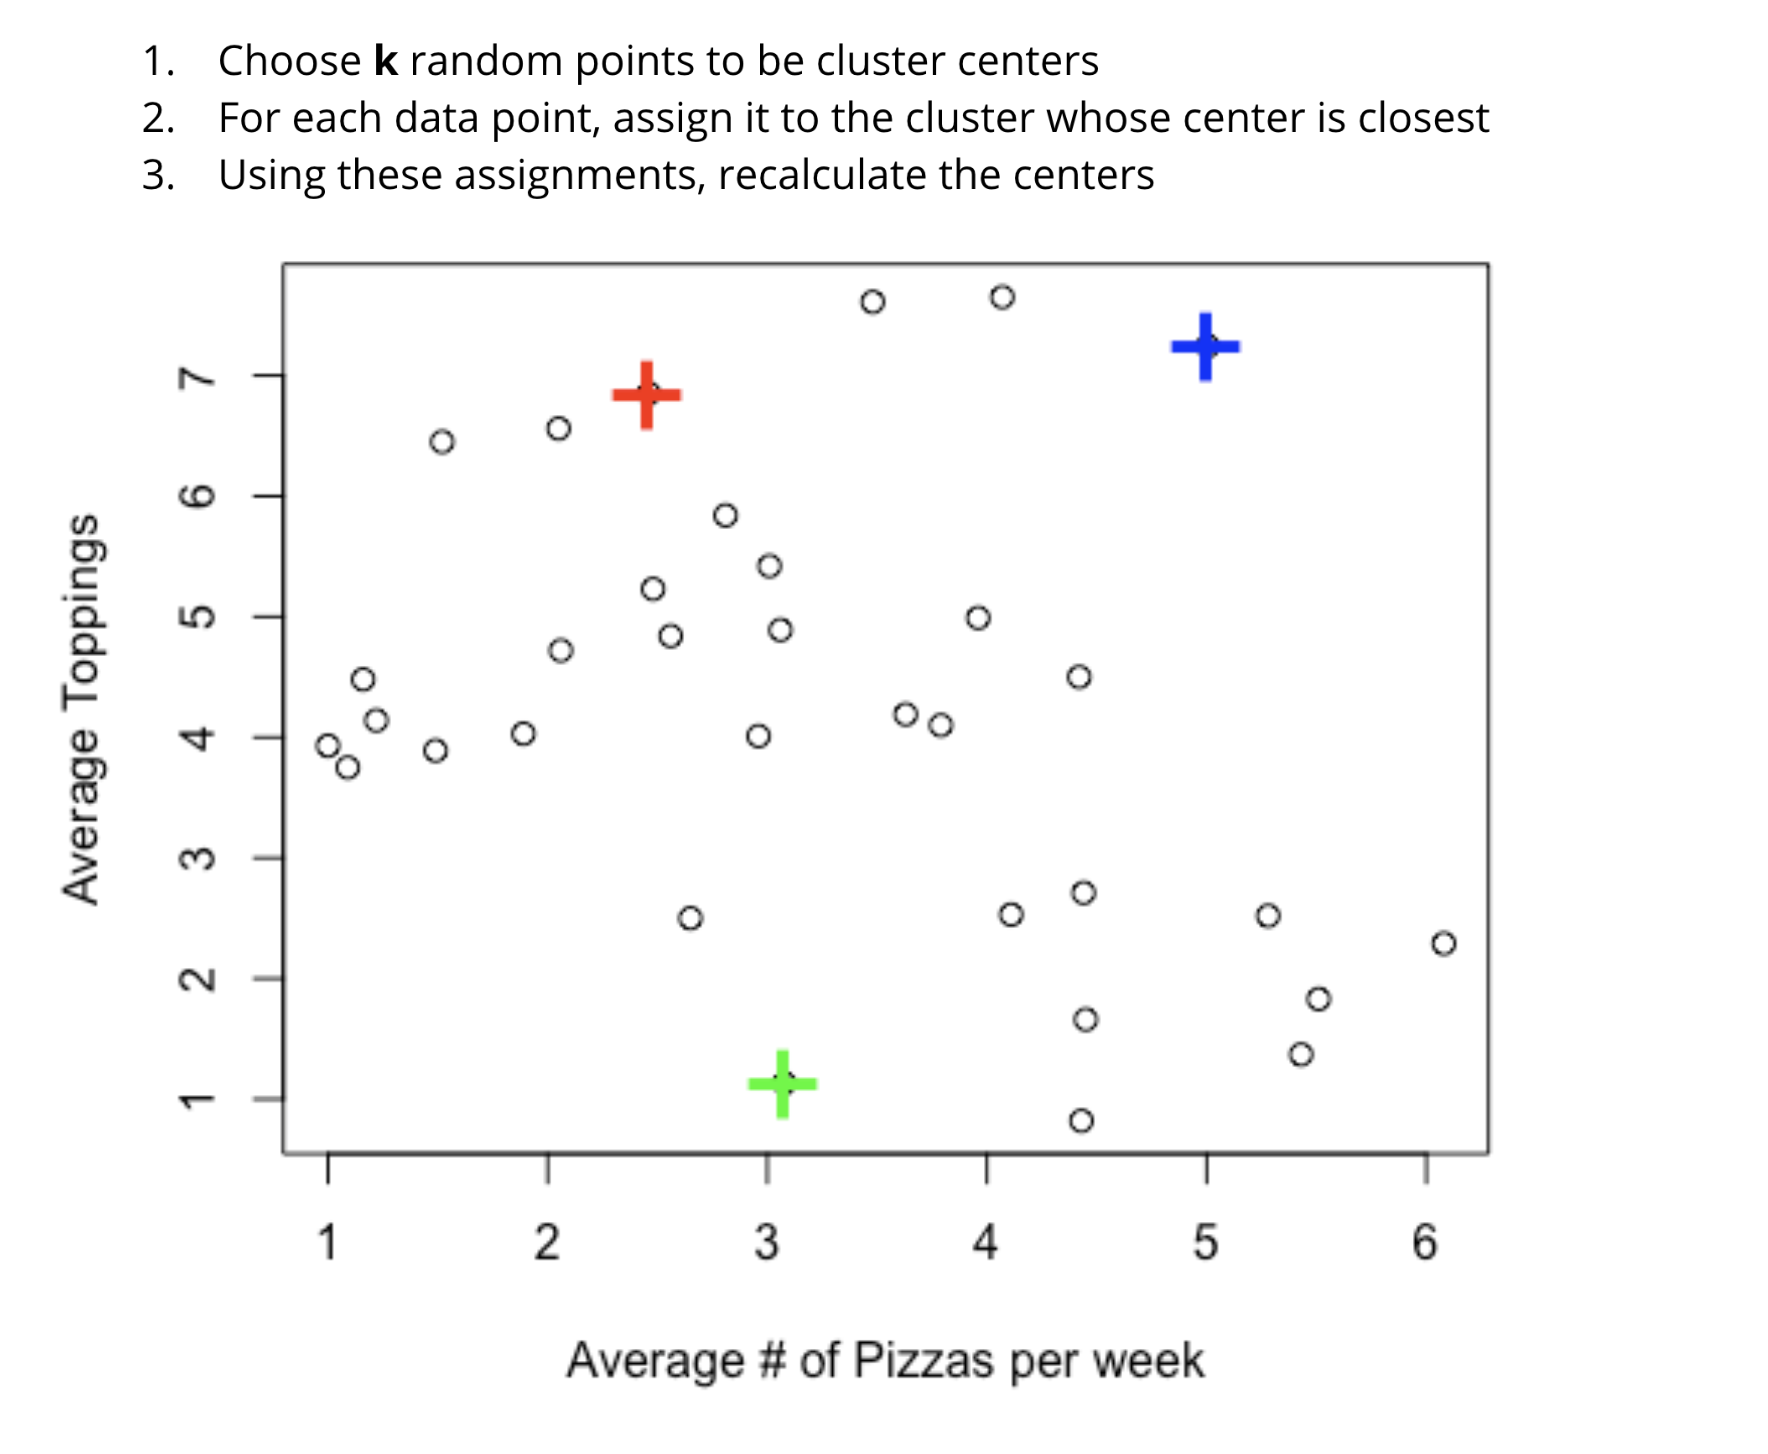 1. Choose k random points to be cluster centers
2. For each data point, assign it to the cluster whose center is closest
3. Using these assignments, recalculate the centers
7
6
5
4
3
2
1
Average Toppings
1 2 3 4 5 6
Average # of Pizzas per week